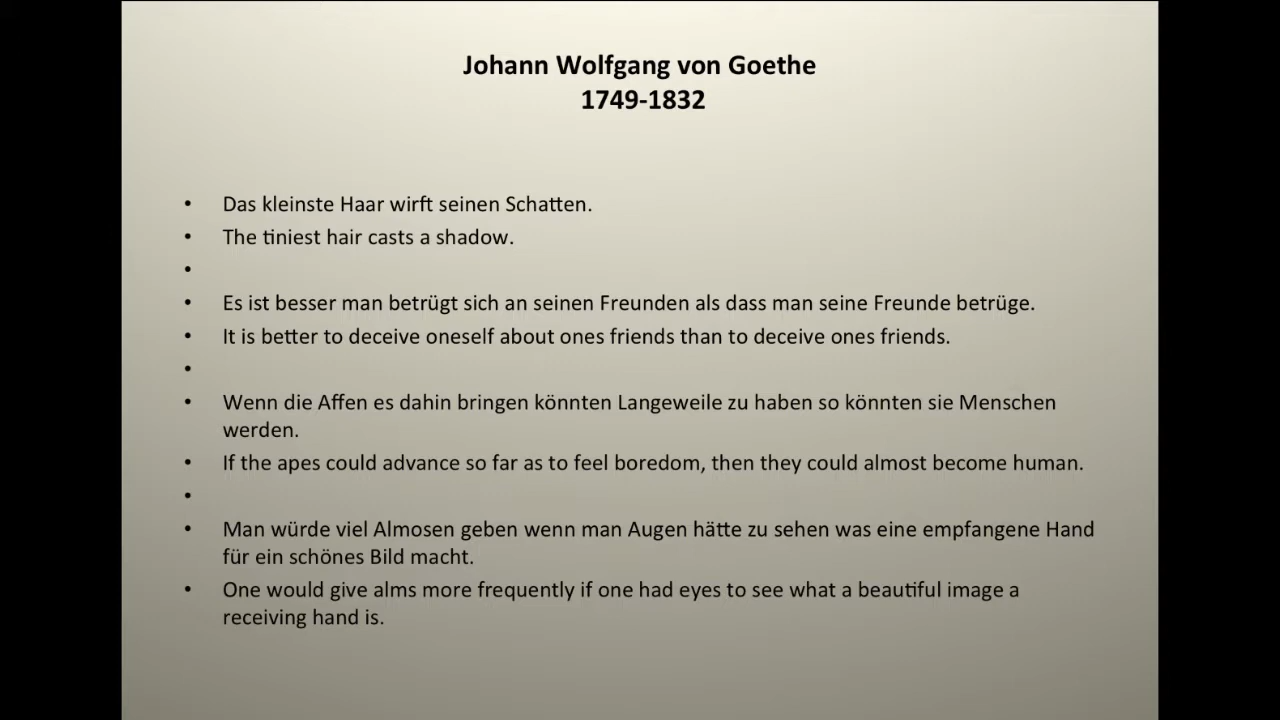 Johann Wolfgang von Goethe
1749-1832
• Das kleinste Haar wirft seinen Schatten.
• The tiniest hair casts a shadow.
•
• Es ist besser man betrügt sich an seinen Freunden als dass man seine Freunde betrüge.
• It is better to deceive oneself about ones friends than to deceive ones friends.
•
• Wenn die Affen es dahin bringen könnten Langeweile zu haben so könnten sie Menschen
werden.
• If the apes could advance so far as to feel boredom, then they could almost become human.
•
• Man würde viel Almosen geben wenn man Augen hätte zu sehen was eine empfangene Hand
für ein schönes Bild macht.
• One would give alms more frequently if one had eyes to see what a beautiful image a
receiving hand is.